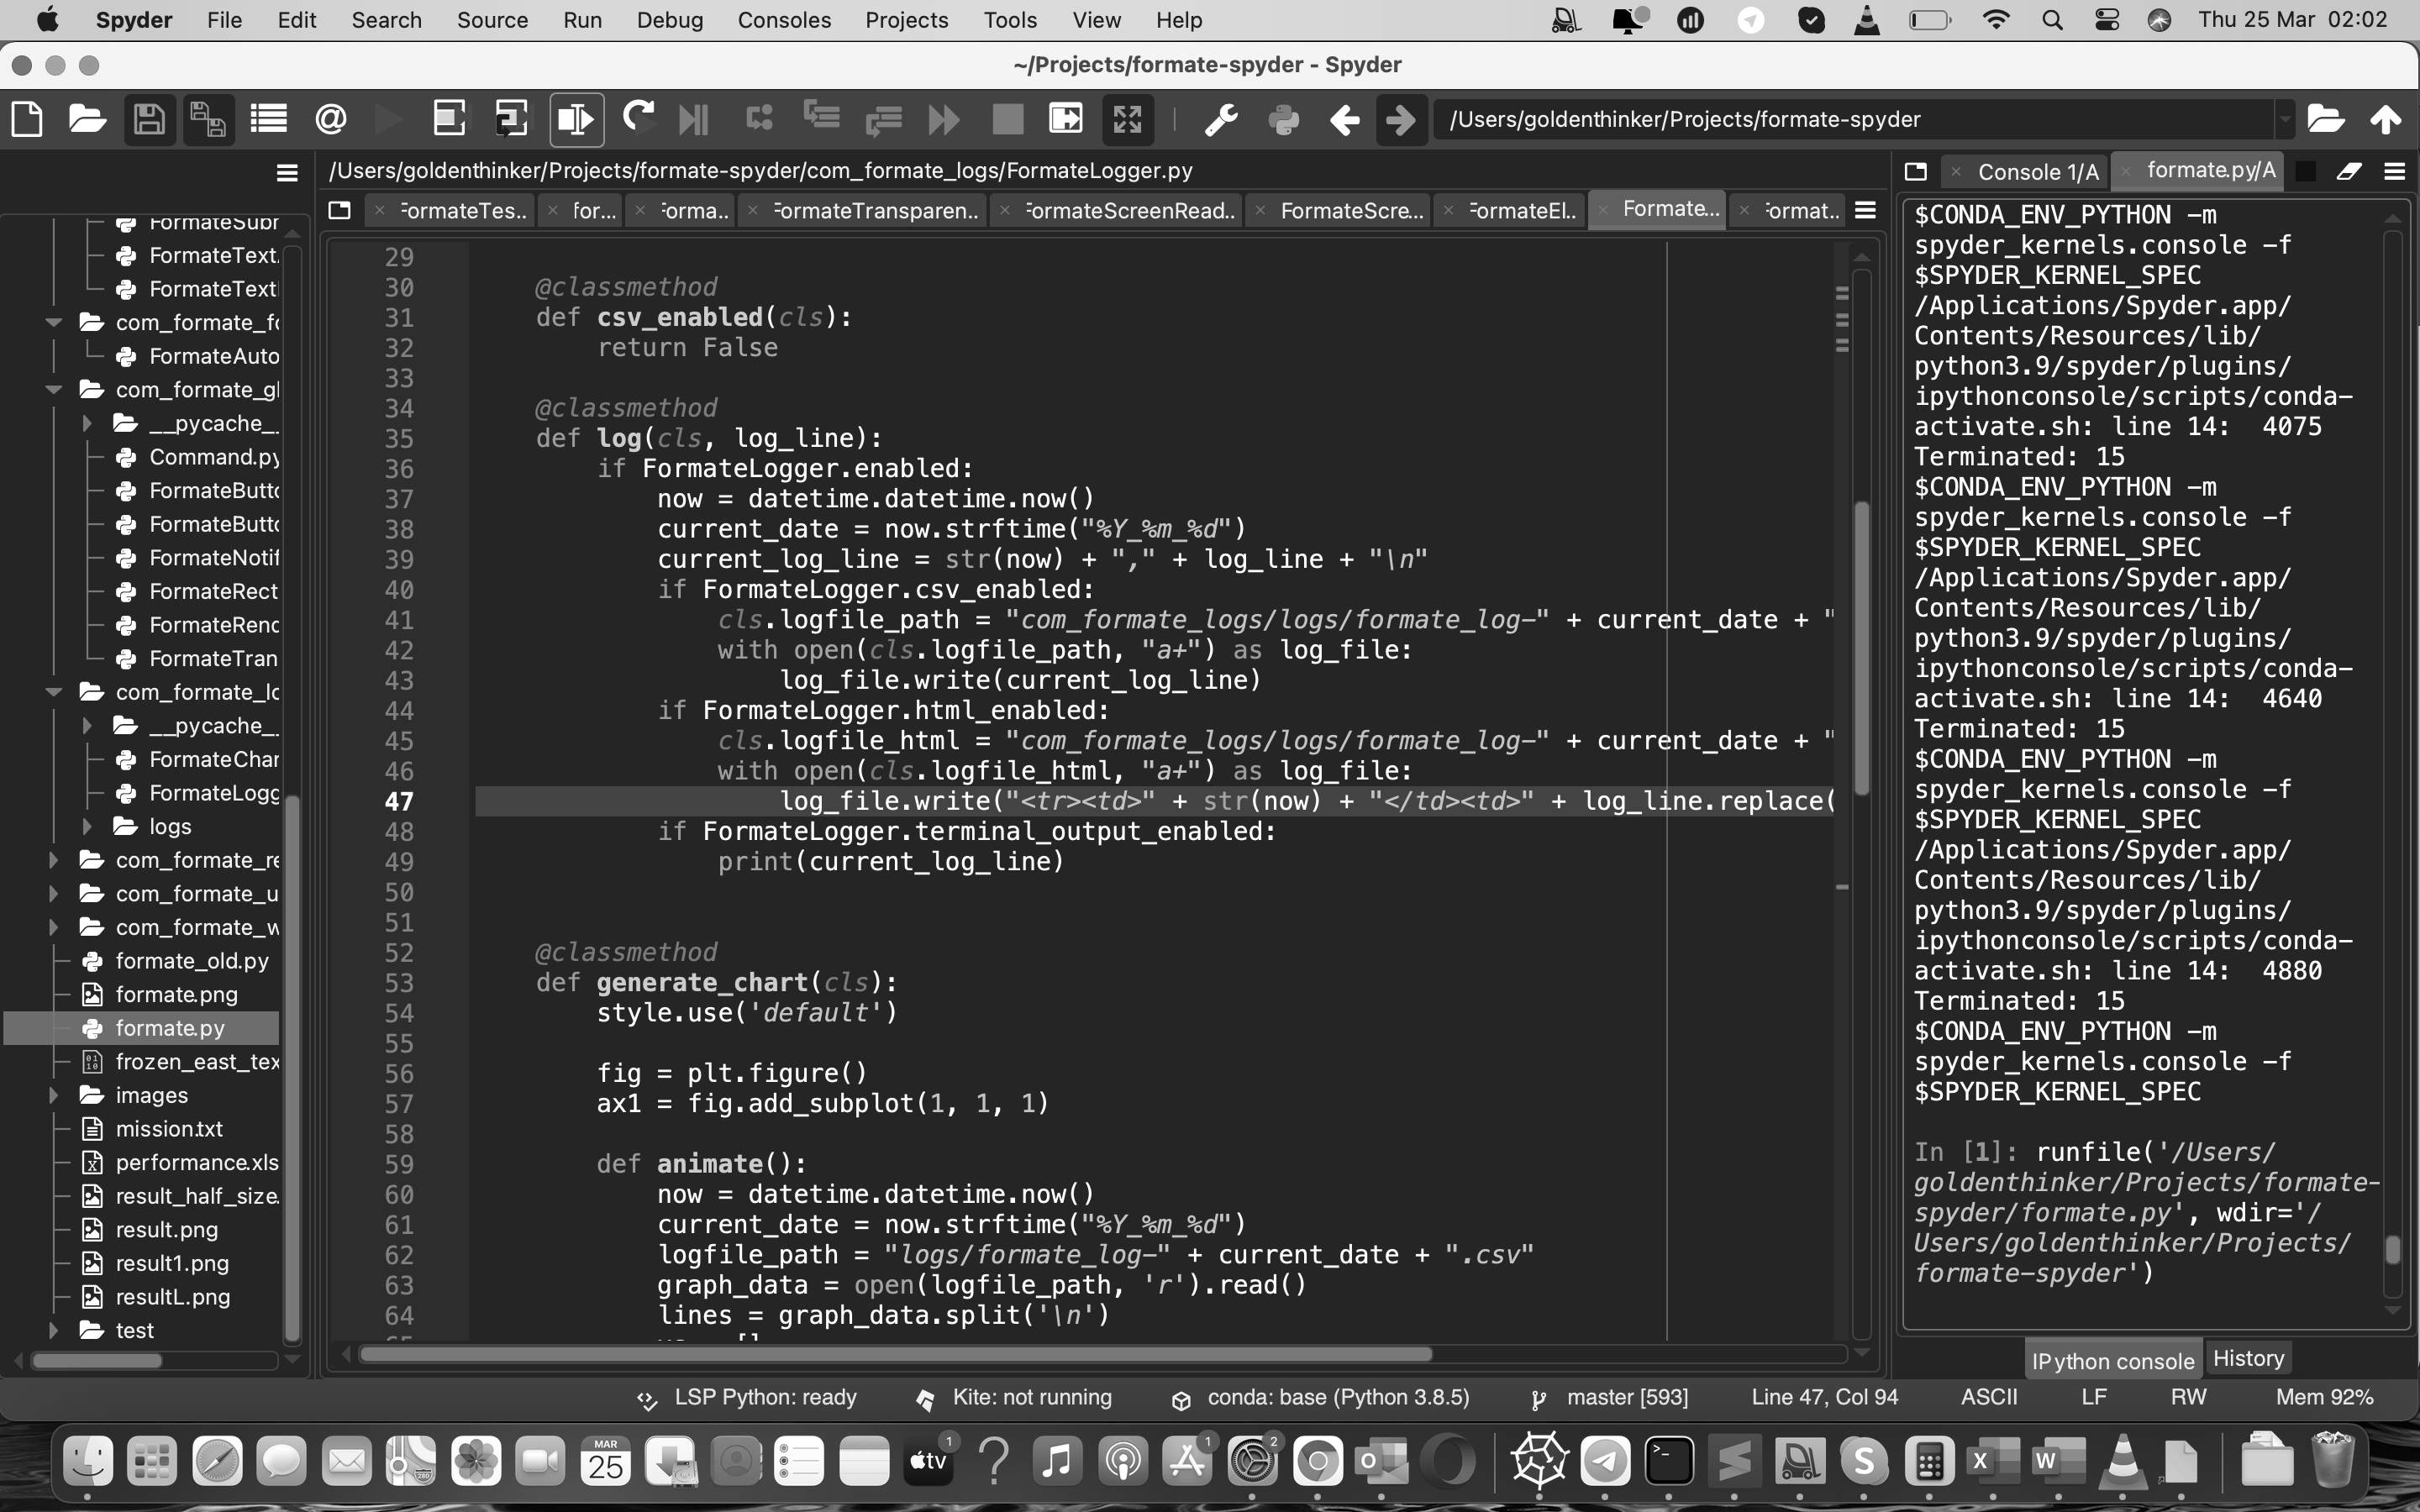 Spyder File Edit Search Source Run Debug Consoles Projects Tools View Help Thu 25 Mar 02:02
~/Projects/formate-spyder - Spyder
/Users/goldenthinker/Projects/formate-spyder
/Users/goldenthinker/Projects/formate-spyder/com_formate_logs/FormateLogger.py
Console 1/A formate.py/A
FormateTes.. for... Forma.. FormateTransparen.. FormateScreenRead.. FormateScre... FormateEl.. Formate... Format..
FormateSubr
FormateText.
FormateText
com_formate_fo
FormateAuto
com_formate_gl
__pycache__
Command.py
FormateButto
FormateButto
FormateNotif
FormateRect
FormateRend
FormateTran
com_formate_lo
__pycache__
FormateChar
FormateLogg
logs
com_formate_re
com_formate_u
com_formate_w
formate_old.py
formate.png
formate.py
frozen_east_tex
images
mission.txt
performance.xls
result_half_size.
result.png
result1.png
resultL.png
test
29
30 @classmethod
31 def csv_enabled(cls):
32 return False
33
34 @classmethod
35 def log(cls, log_line):
36 if FormateLogger.enabled:
37 now = datetime.datetime.now()
38 current_date = now.strftime("%Y_%m_%d")
39 current_log_line = str(now) + "," + log_line + "\n"
40 if FormateLogger.csv_enabled:
41 cls.logfile_path = "com_formate_logs/logs/formate_log-" + current_date + "
42 with open(cls.logfile_path, "a+") as log_file:
43 log_file.write(current_log_line)
44 if FormateLogger.html_enabled:
45 cls.logfile_html = "com_formate_logs/logs/formate_log-" + current_date + "
46 with open(cls.logfile_html, "a+") as log_file:
47 log_file.write("<tr><td>" + str(now) + "</td><td>" + log_line.replace(
48 if FormateLogger.terminal_output_enabled:
49 print(current_log_line)
50
51
52 @classmethod
53 def generate_chart(cls):
54 style.use('default')
55
56 fig = plt.figure()
57 ax1 = fig.add_subplot(1, 1, 1)
58
59 def animate():
60 now = datetime.datetime.now()
61 current_date = now.strftime("%Y_%m_%d")
62 logfile_path = "logs/formate_log-" + current_date + ".csv"
63 graph_data = open(logfile_path, 'r').read()
64 lines = graph_data.split('\n')
$CONDA_ENV_PYTHON -m
spyder_kernels.console -f
$SPYDER_KERNEL_SPEC
/Applications/Spyder.app/
Contents/Resources/lib/
python3.9/spyder/plugins/
ipythonconsole/scripts/conda-
activate.sh: line 14:  4075
Terminated: 15
$CONDA_ENV_PYTHON -m
spyder_kernels.console -f
$SPYDER_KERNEL_SPEC
/Applications/Spyder.app/
Contents/Resources/lib/
python3.9/spyder/plugins/
ipythonconsole/scripts/conda-
activate.sh: line 14:  4640
Terminated: 15
$CONDA_ENV_PYTHON -m
spyder_kernels.console -f
$SPYDER_KERNEL_SPEC
/Applications/Spyder.app/
Contents/Resources/lib/
python3.9/spyder/plugins/
ipythonconsole/scripts/conda-
activate.sh: line 14:  4880
Terminated: 15
$CONDA_ENV_PYTHON -m
spyder_kernels.console -f
$SPYDER_KERNEL_SPEC
In [1]: runfile('/Users/
goldenthinker/Projects/formate-
spyder/formate.py', wdir='/
Users/goldenthinker/Projects/
formate-spyder')
IPython console History
LSP Python: ready Kite: not running conda: base (Python 3.8.5) master [593] Line 47, Col 94 ASCII LF RW Mem 92%
MAR
25
280
tv
1
1
2